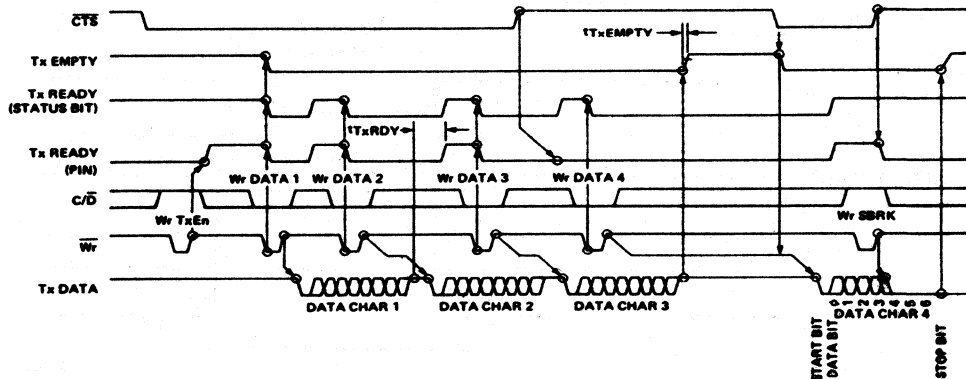 CTS
tTxEMPTY
Tx EMPTY
Tx READY
(STATUS BIT)
tTxRDY
Tx READY
(PIN)
Wr DATA 1 Wr DATA 2 Wr DATA 3 Wr DATA 4
C/D
Wr TxEn
Wr SBRK
Wr
Tx DATA
DATA CHAR 1
DATA CHAR 2
DATA CHAR 3
0 1 2 3 4 5 6
DATA CHAR 4
START BIT
DATA BIT
STOP BIT